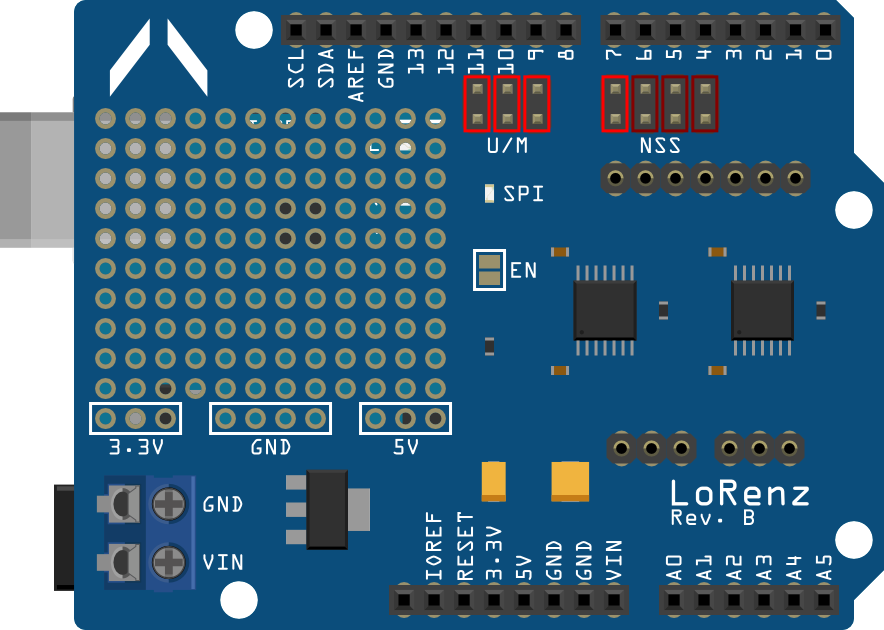 SCL SDA AREF GND 13 12 11 10 9 8 7 6 5 4 3 2 1 0
U/M NSS
SPI
EN
3.3V GND 5V
GND
VIN
LoRenz
Rev. B
IOREF RESET 3.3V 5V GND GND VIN A0 A1 A2 A3 A4 A5